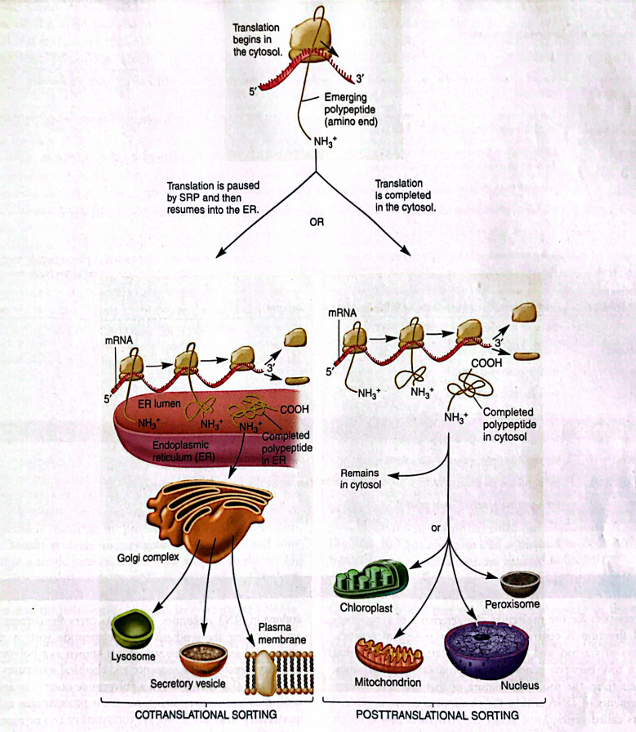 Translation
begins in
the cytosol.
5′
3′
Emerging
polypeptide
(amino end)
NH₃⁺
Translation is paused
by SRP and then
resumes into the ER.
Translation
is completed
in the cytosol.
OR
mRNA
5′
3′
ER lumen
NH₃⁺
NH₃⁺
NH₃⁺
COOH
Endoplasmic
reticulum (ER)
Completed
polypeptide
in ER
Golgi complex
Lysosome
Secretory vesicle
Plasma
membrane
COTRANSLATIONAL SORTING
mRNA
5′
3′
NH₃⁺
NH₃⁺
COOH
NH₃⁺
Completed
polypeptide
in cytosol
Remains
in cytosol
or
Chloroplast
Peroxisome
Mitochondrion
Nucleus
POSTTRANSLATIONAL SORTING